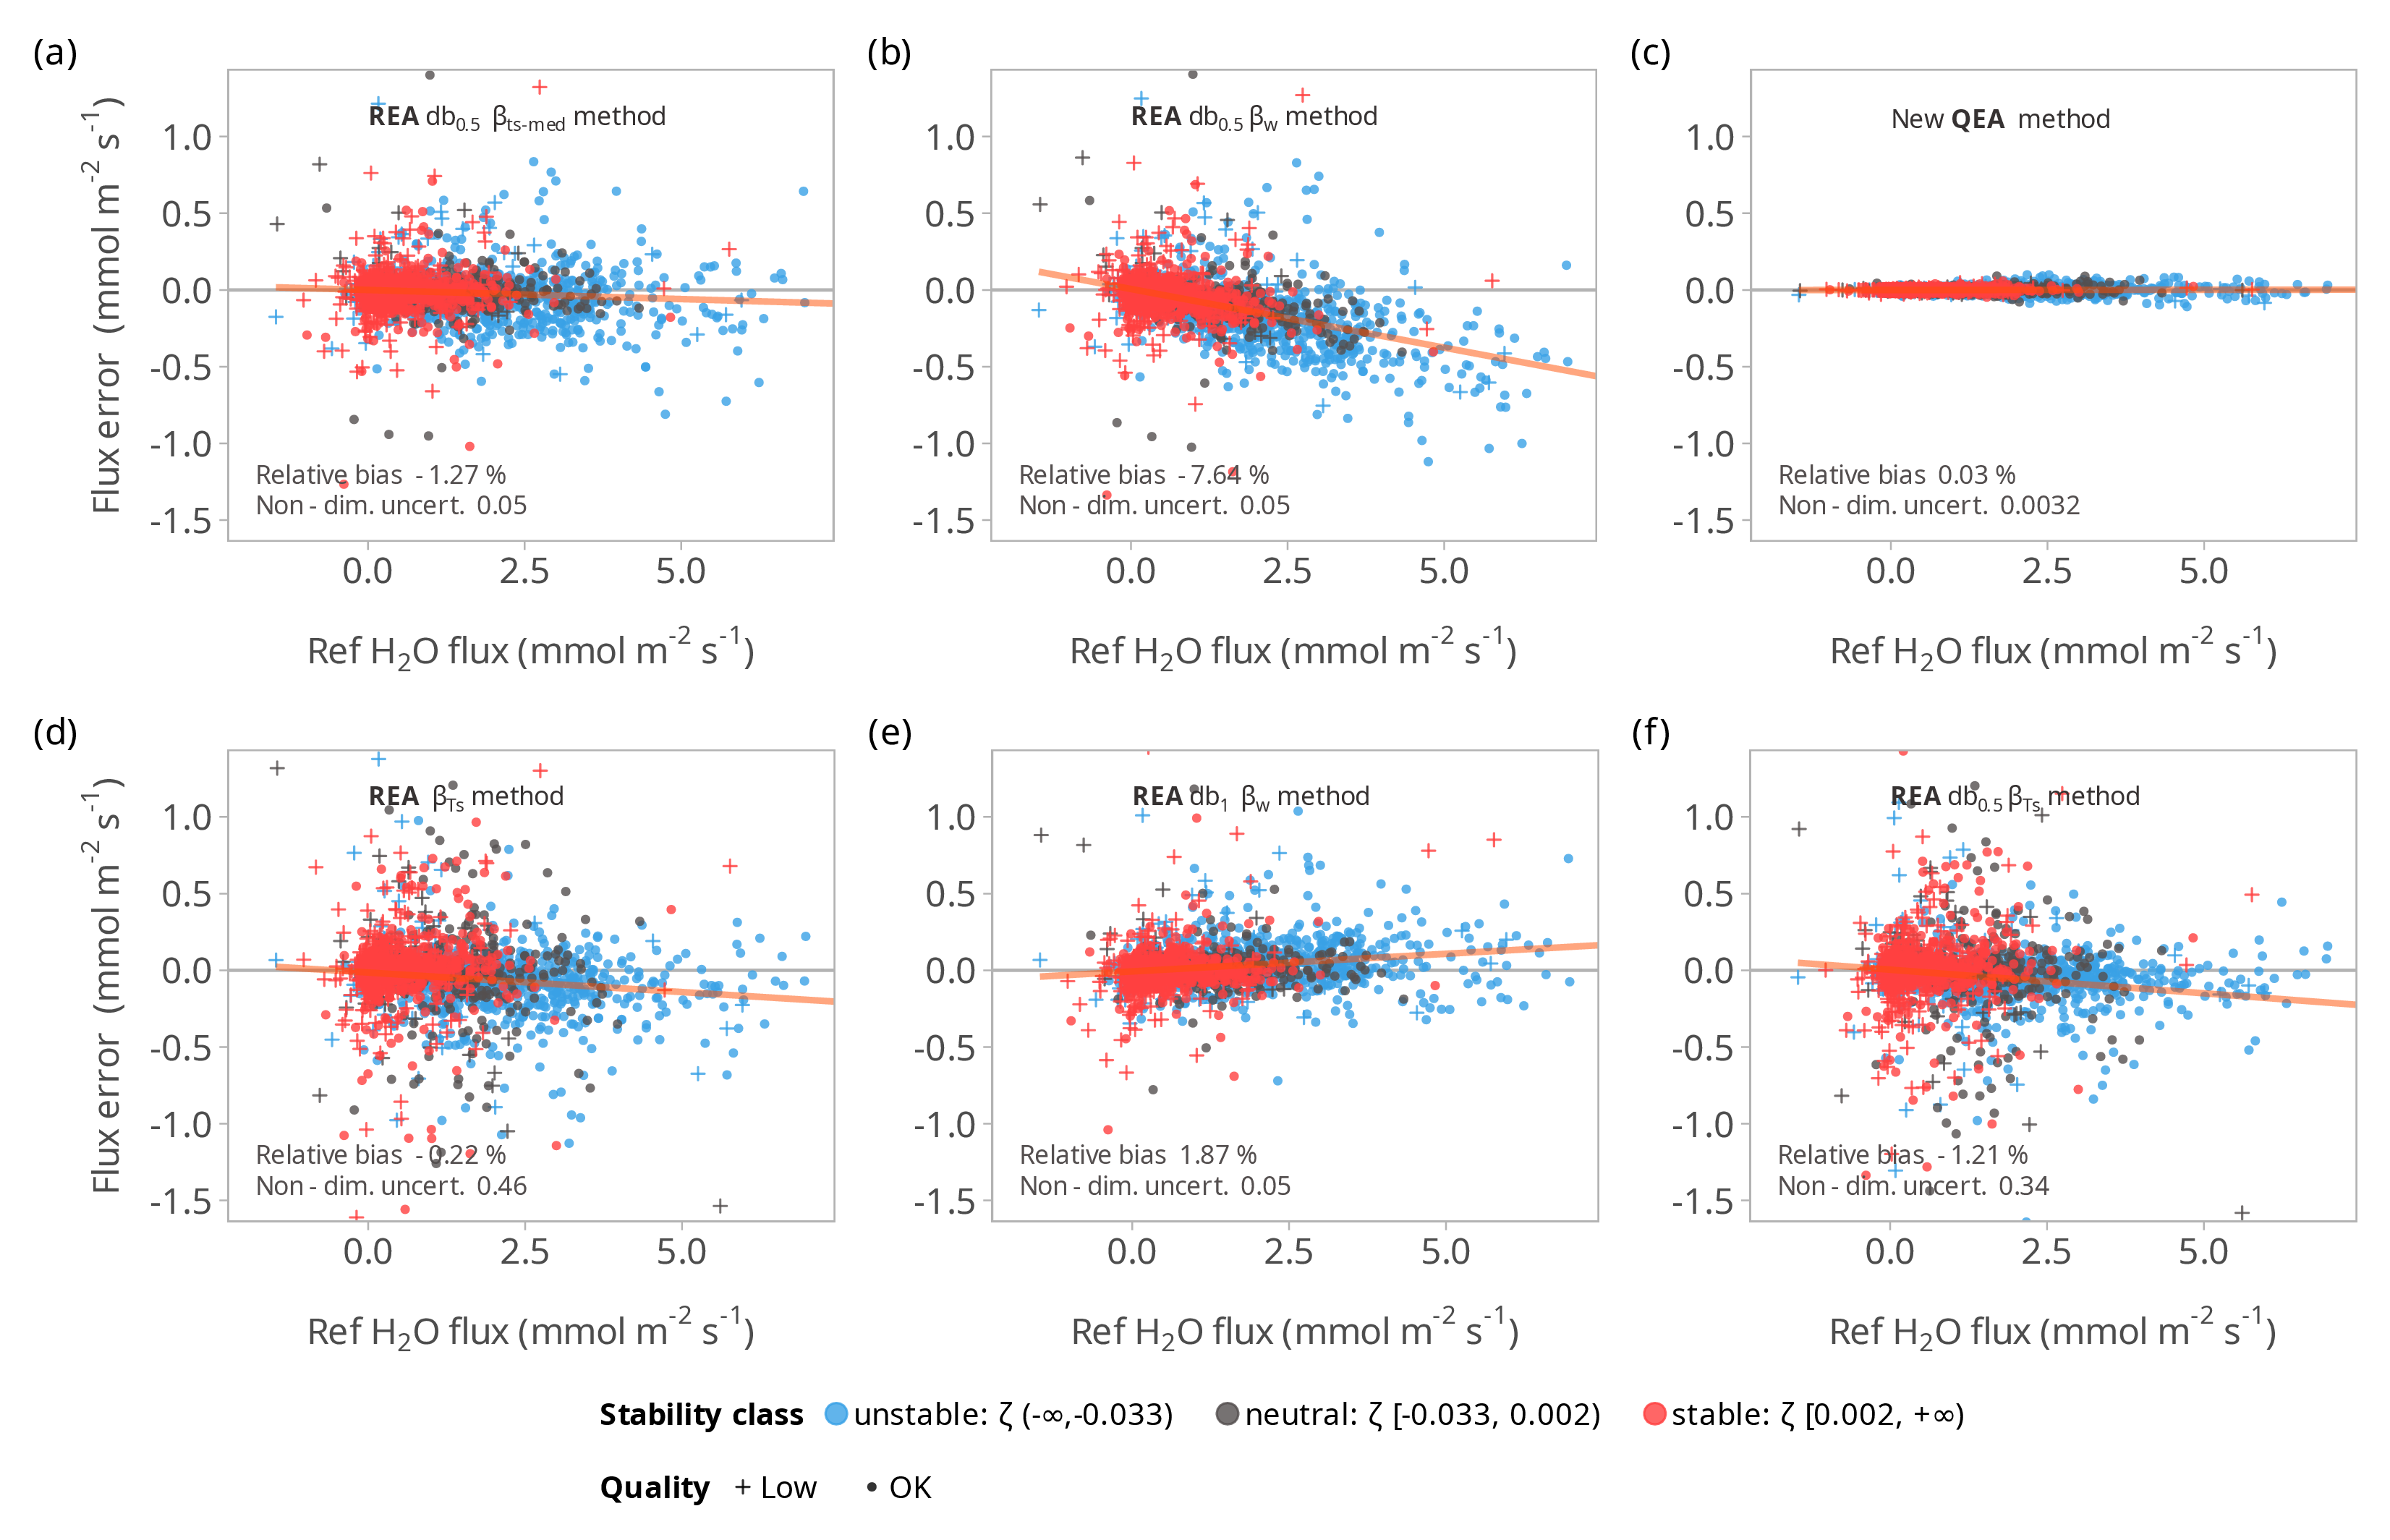 (a)
REA db0.5 βts-med method
1.0
0.5
0.0
-0.5
-1.0
-1.5
Flux error (mmol m-2 s-1)
Relative bias - 1.27 %
Non - dim. uncert. 0.05
0.0 2.5 5.0
Ref H2O flux (mmol m-2 s-1)
(b)
REA db0.5 βw method
1.0
0.5
0.0
-0.5
-1.0
-1.5
Relative bias - 7.64 %
Non - dim. uncert. 0.05
0.0 2.5 5.0
Ref H2O flux (mmol m-2 s-1)
(c)
New QEA method
1.0
0.5
0.0
-0.5
-1.0
-1.5
Relative bias 0.03 %
Non - dim. uncert. 0.0032
0.0 2.5 5.0
Ref H2O flux (mmol m-2 s-1)
(d)
REA βTs method
1.0
0.5
0.0
-0.5
-1.0
-1.5
Flux error (mmol m-2 s-1)
Relative bias - 0.22 %
Non - dim. uncert. 0.46
0.0 2.5 5.0
Ref H2O flux (mmol m-2 s-1)
(e)
REA db1 βw method
1.0
0.5
0.0
-0.5
-1.0
-1.5
Relative bias 1.87 %
Non - dim. uncert. 0.05
0.0 2.5 5.0
Ref H2O flux (mmol m-2 s-1)
(f)
REA db0.5 βTs method
1.0
0.5
0.0
-0.5
-1.0
-1.5
Relative bias - 1.21 %
Non - dim. uncert. 0.34
0.0 2.5 5.0
Ref H2O flux (mmol m-2 s-1)
Stability class unstable: ζ (-∞,-0.033) neutral: ζ [-0.033, 0.002) stable: ζ [0.002, +∞)
Quality Low OK